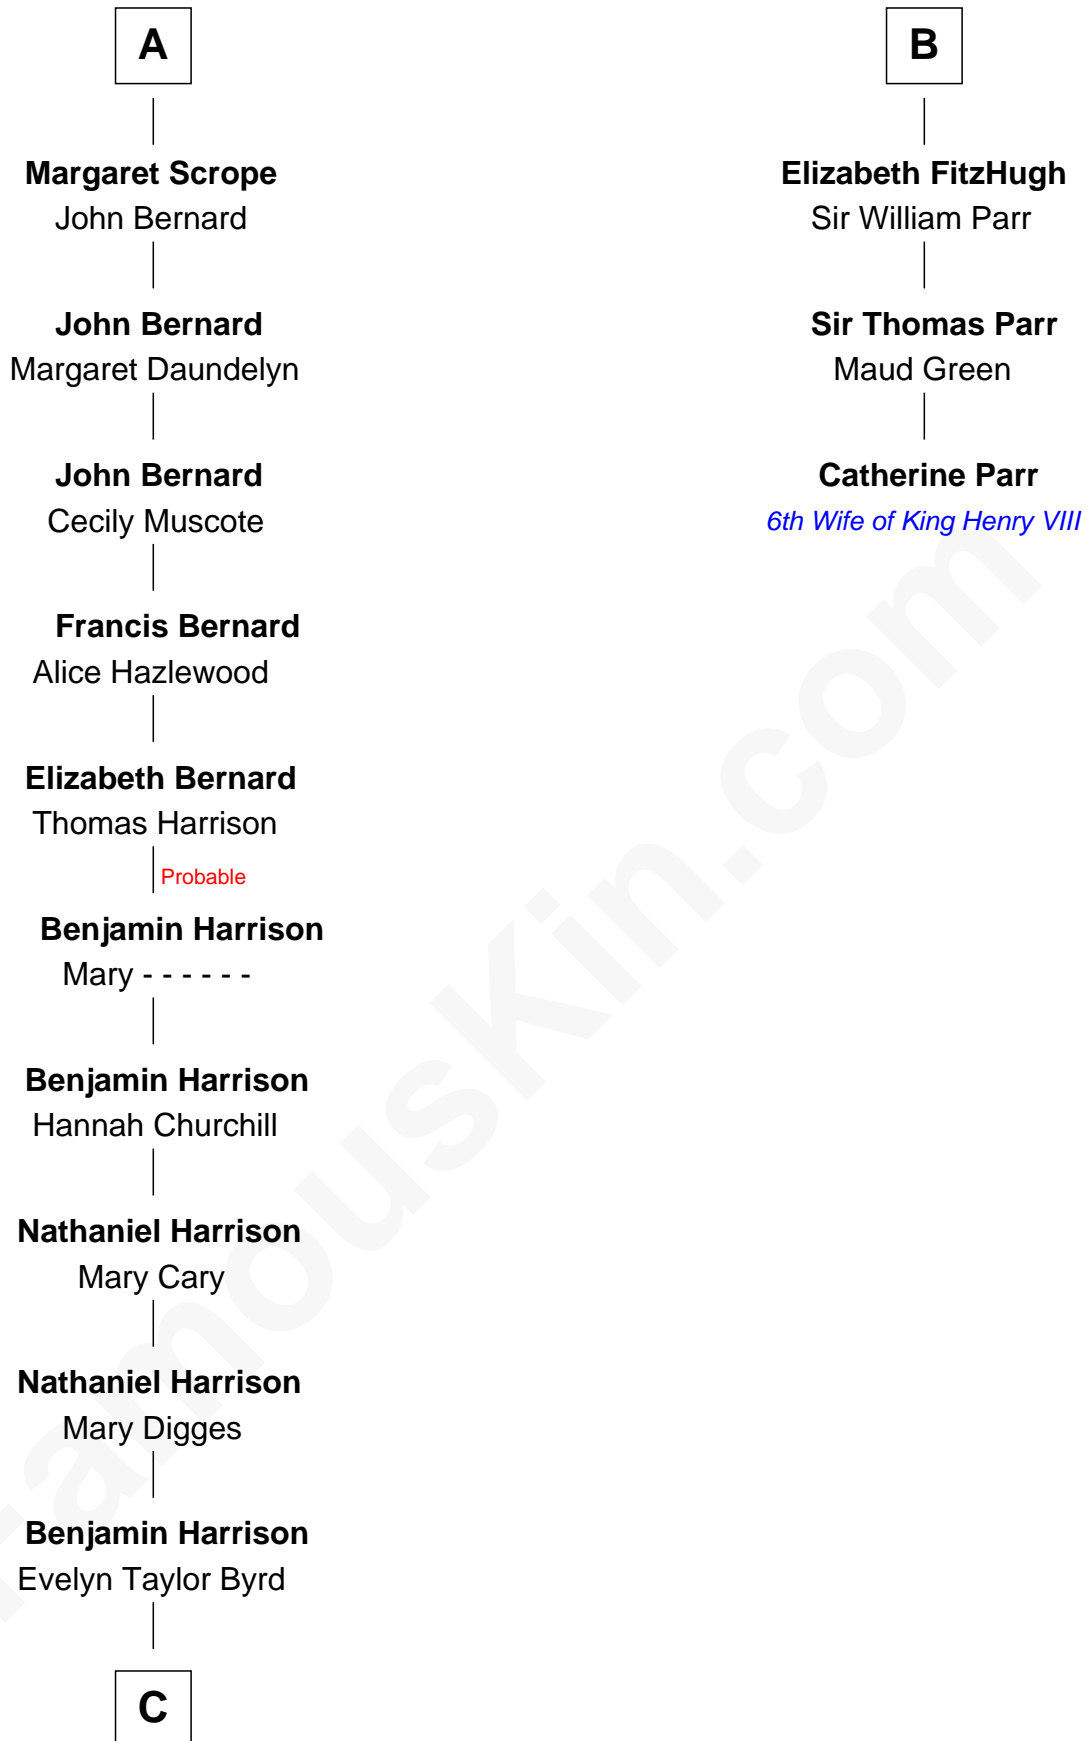 A
Margaret Scrope
John Bernard
John Bernard
Margaret Daundelyn
John Bernard
Cecily Muscote
Francis Bernard
Alice Hazlewood
Elizabeth Bernard
Thomas Harrison
Probable
Benjamin Harrison
Mary - - - - - -
Benjamin Harrison
Hannah Churchill
Nathaniel Harrison
Mary Cary
Nathaniel Harrison
Mary Digges
Benjamin Harrison
Evelyn Taylor Byrd
C
B
Elizabeth FitzHugh
Sir William Parr
Sir Thomas Parr
Maud Green
Catherine Parr
6th Wife of King Henry VIII
FamousKin.com